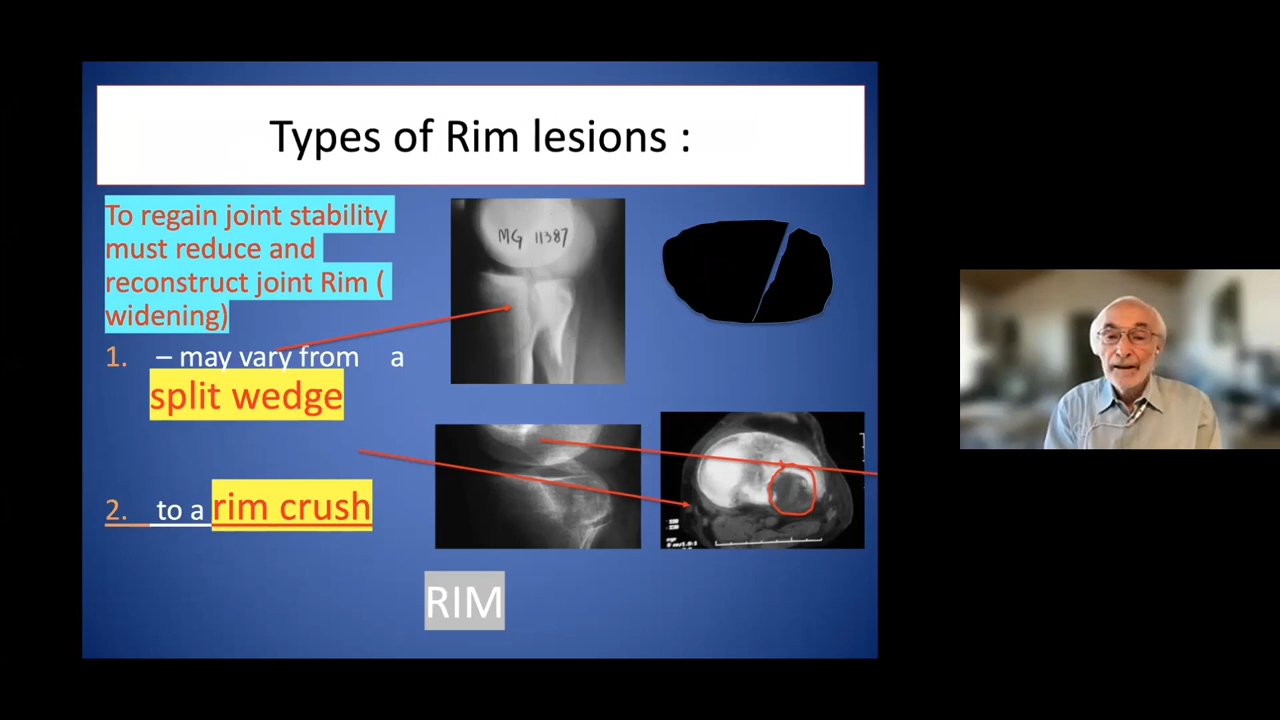 Types of Rim lesions :
To regain joint stability
must reduce and
reconstruct joint Rim (
widening)
1. – may vary from a
split wedge
2. to a rim crush
MG 11387
RIM